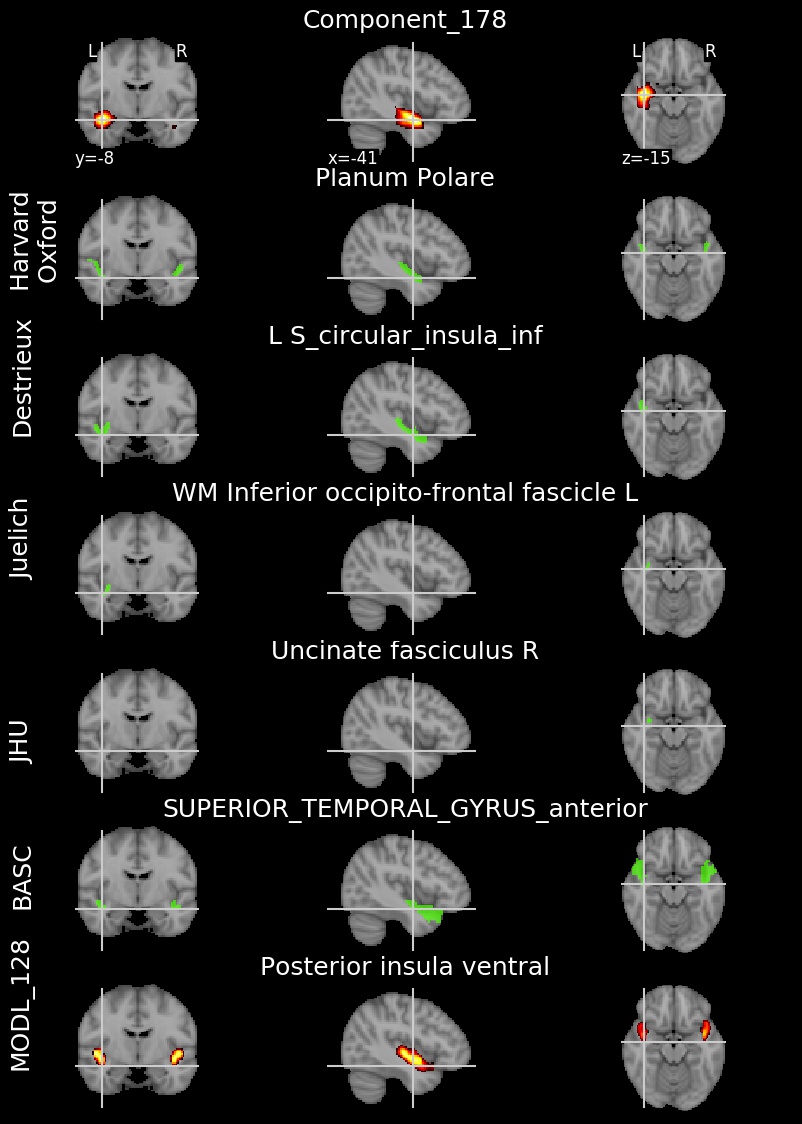 Component_178
L R
L R
y=-8
x=-41
z=-15
Planum Polare
Harvard
Oxford
L S_circular_insula_inf
Destrieux
WM Inferior occipito-frontal fascicle L
Juelich
Uncinate fasciculus R
JHU
SUPERIOR_TEMPORAL_GYRUS_anterior
BASC
Posterior insula ventral
MODL_128